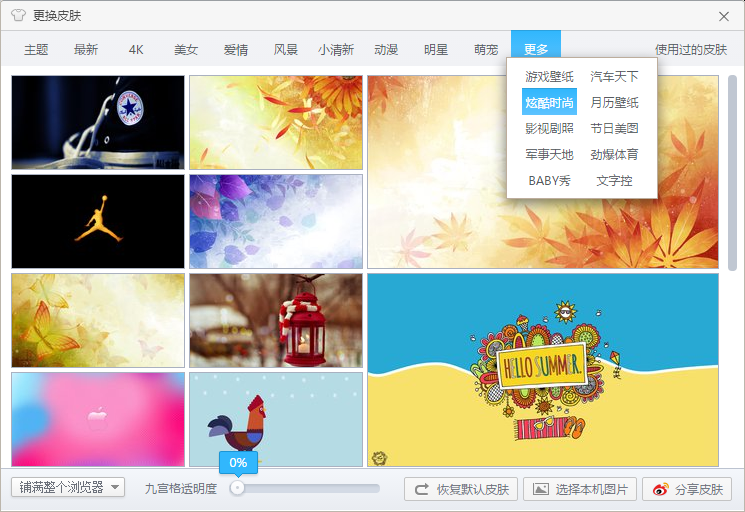 更换皮肤
主题 最新 4K 美女 爱情 风景 小清新 动漫 明星 萌宠 更多 使用过的皮肤
游戏壁纸 汽车天下
炫酷时尚 月历壁纸
影视剧照 节日美图
军事天地 劲爆体育
BABY秀 文字控
HELLO SUMMER.
0%
铺满整个浏览器 九宫格透明度 恢复默认皮肤 选择本机图片 分享皮肤